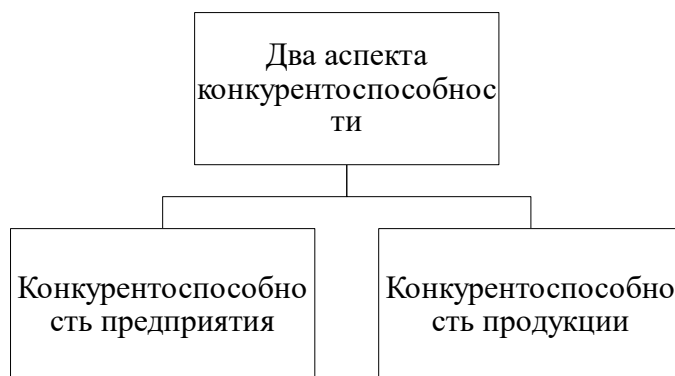 Два аспекта
конкурентоспособнос
ти
Конкурентоспособно
сть предприятия
Конкурентоспособно
сть продукции